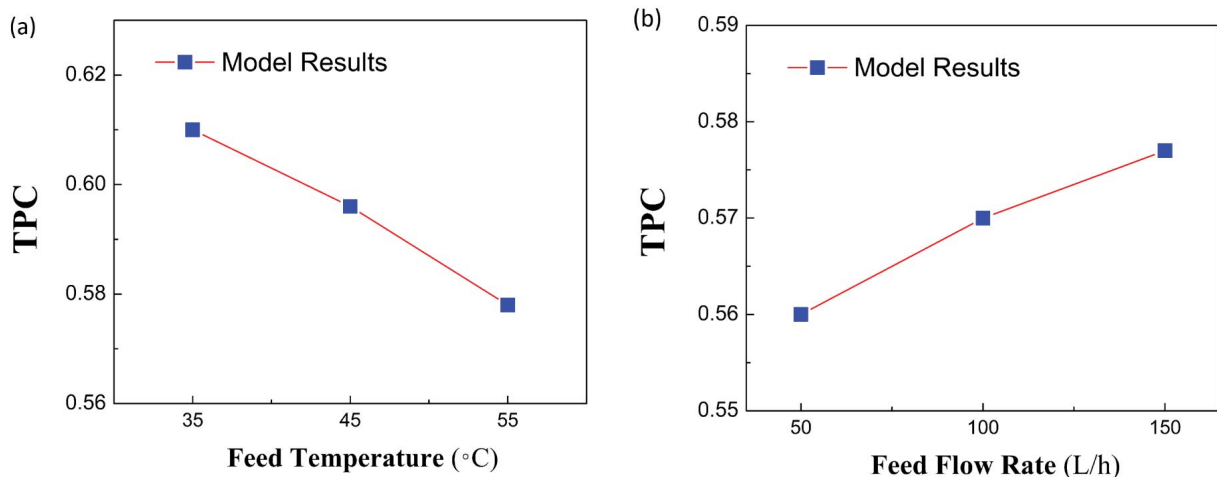 (a)
Model Results
0.62
0.60
0.58
0.56
TPC
35 45 55
Feed Temperature (◦C)
(b)
Model Results
0.59
0.58
0.57
0.56
0.55
TPC
50 100 150
Feed Flow Rate (L/h)